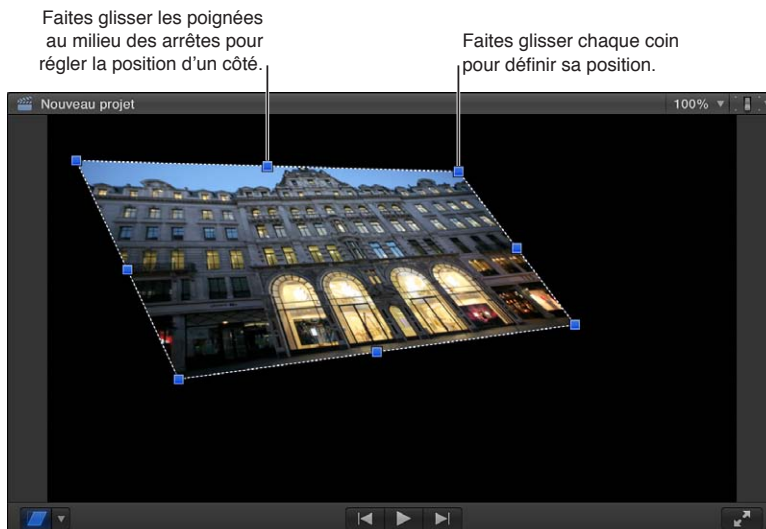 Faites glisser les poignées
au milieu des arrêtes pour
régler la position d’un côté.
Faites glisser chaque coin
pour définir sa position.
Nouveau projet
100%